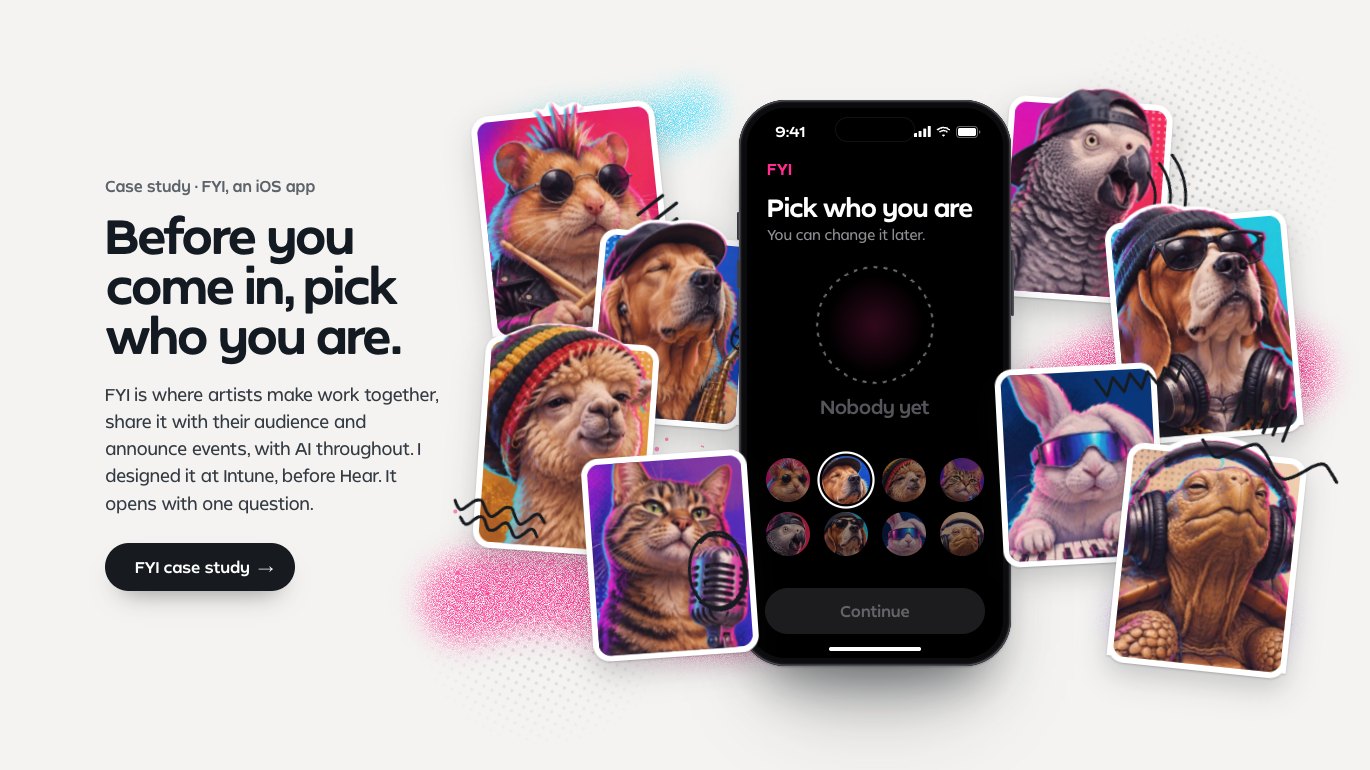 Case study · FYI, an iOS app
Before you
come in, pick
who you are.
FYI is where artists make work together,
share it with their audience and
announce events, with AI throughout. I
designed it at Intune, before Hear. It
opens with one question.
FYI case study →
9:41
FYI
Pick who you are
You can change it later.
Nobody yet
Continue